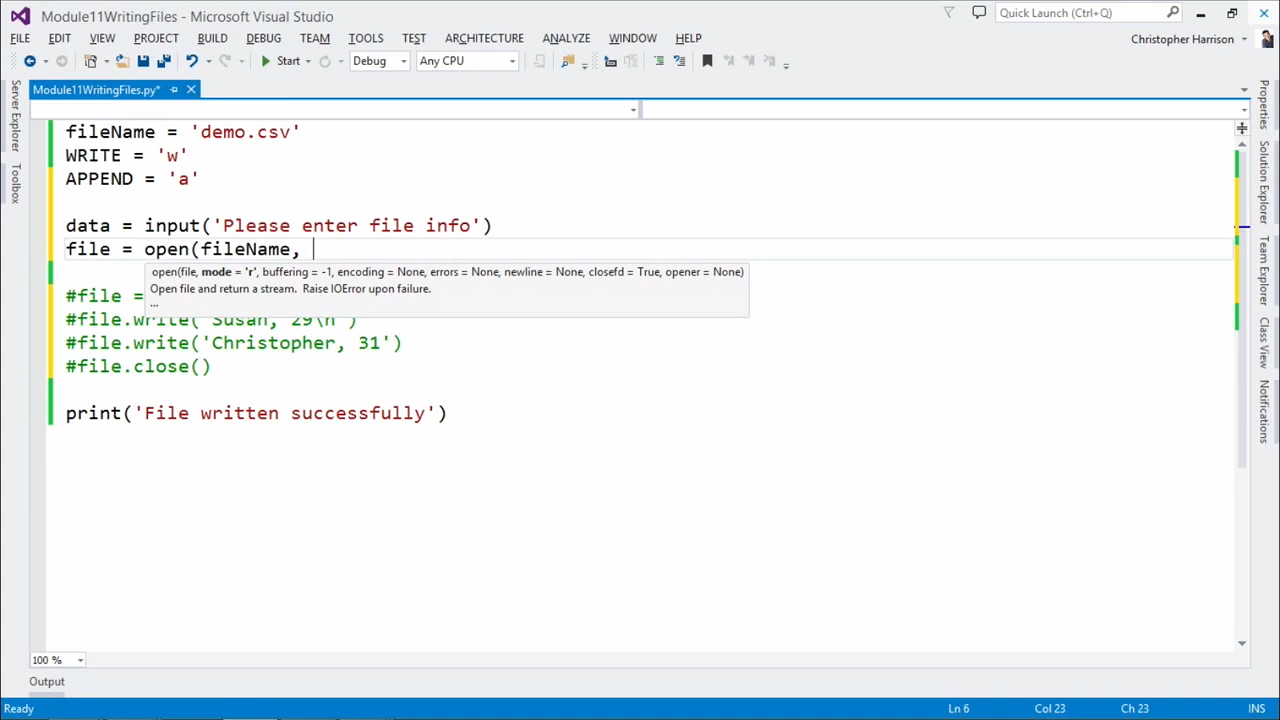 Module11WritingFiles - Microsoft Visual Studio
Quick Launch (Ctrl+Q)
FILE EDIT VIEW PROJECT BUILD DEBUG TEAM TOOLS TEST ARCHITECTURE ANALYZE WINDOW HELP
Christopher Harrison
Start Debug Any CPU
Module11WritingFiles.py*
Server Explorer
Toolbox
fileName = 'demo.csv'
WRITE = 'w'
APPEND = 'a'
data = input('Please enter file info')
file = open(fileName,
open(file, mode = 'r', buffering = -1, encoding = None, errors = None, newline = None, closefd = True, opener = None)
Open file and return a stream. Raise IOError upon failure.
...
#file =
#file.write('Susan, 29\n')
#file.write('Christopher, 31')
#file.close()
print('File written successfully')
Properties
Solution Explorer
Team Explorer
Class View
Notifications
100 %
Output
Ready Ln 6 Col 23 Ch 23 INS